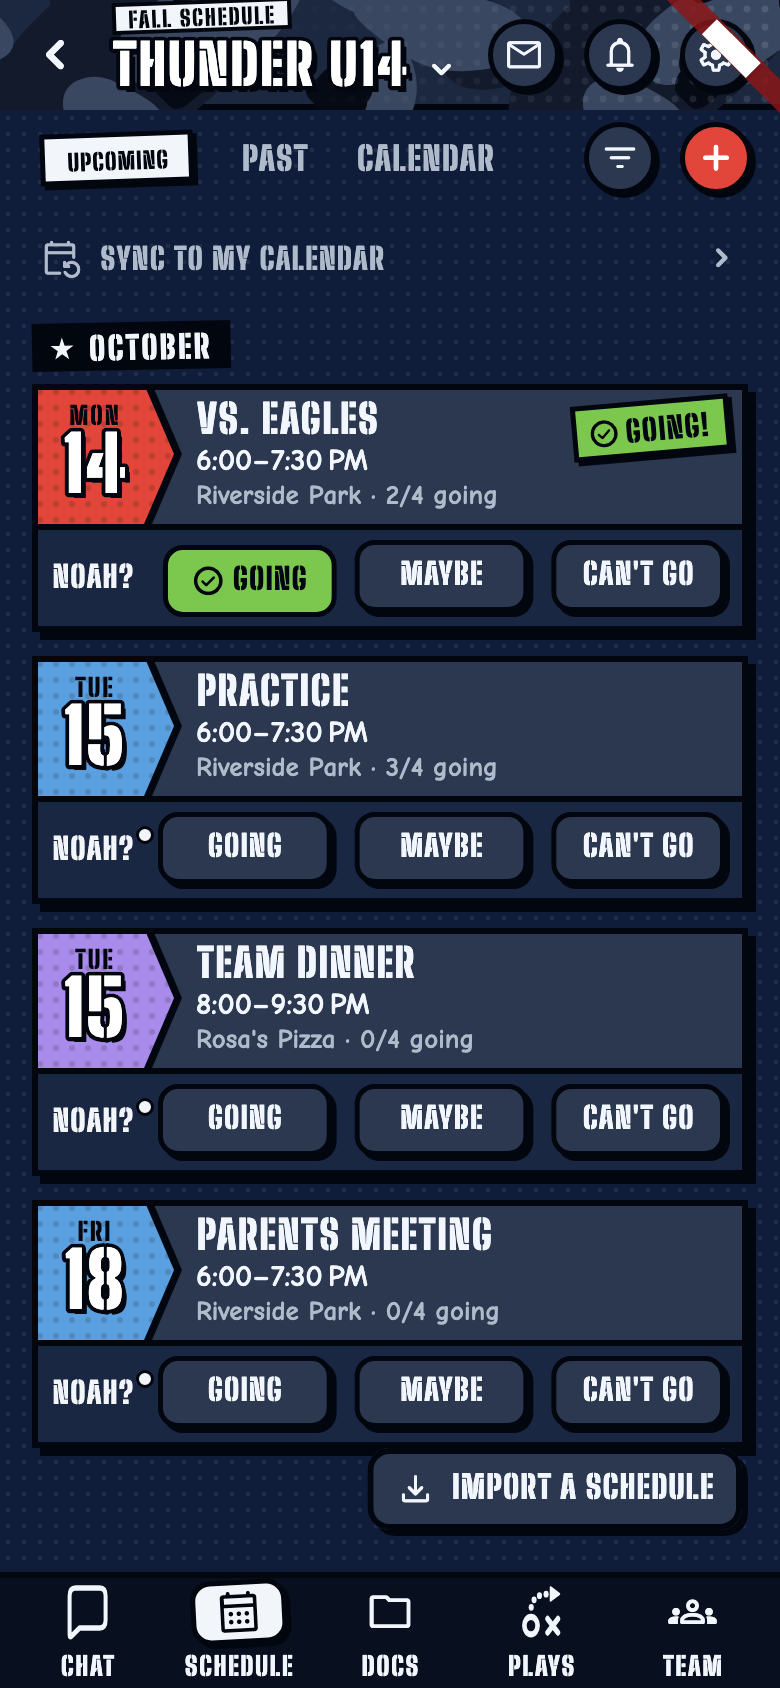 FALL SCHEDULE
THUNDER U14
UPCOMING
PAST
CALENDAR
SYNC TO MY CALENDAR
★ OCTOBER
MON
14
VS. EAGLES
6:00–7:30 PM
Riverside Park · 2/4 going
GOING!
NOAH?
GOING
MAYBE
CAN'T GO
TUE
15
PRACTICE
6:00–7:30 PM
Riverside Park · 3/4 going
NOAH?
GOING
MAYBE
CAN'T GO
TUE
15
TEAM DINNER
8:00–9:30 PM
Rosa's Pizza · 0/4 going
NOAH?
GOING
MAYBE
CAN'T GO
FRI
18
PARENTS MEETING
6:00–7:30 PM
Riverside Park · 0/4 going
NOAH?
GOING
MAYBE
CAN'T GO
IMPORT A SCHEDULE
CHAT
SCHEDULE
DOCS
PLAYS
TEAM